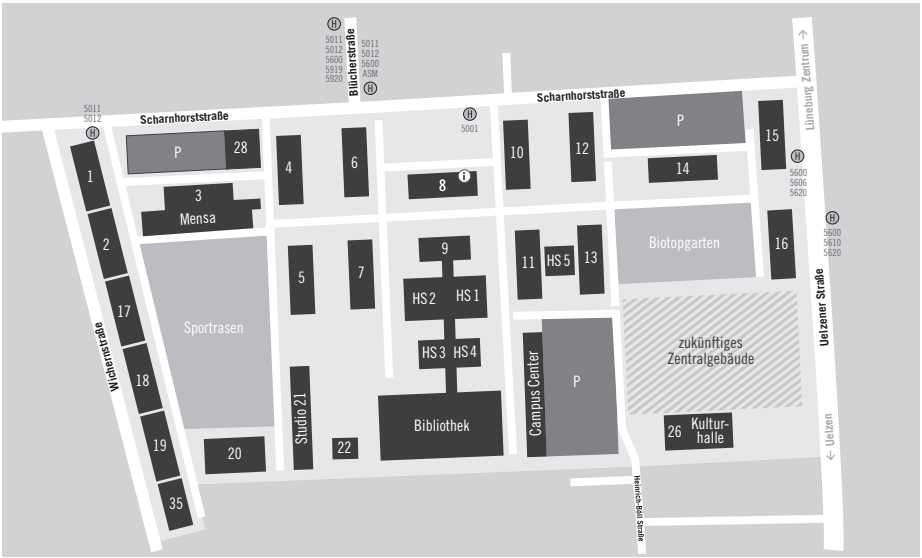 H
5011
5012
5600
5919
5920
Blücherstraße
5011
5012
5600
ASM
H
Lüneburg Zentrum →
5011
5012
H
Scharnhorststraße
Scharnhorststraße
H
5001
P
28
4
6
10
12
P
15
H
5600
5606
5620
1
3
Mensa
8
i
14
2
5
7
9
11
HS 5
13
Biotopgarten
16
H
5600
5610
5620
17
Sportrasen
HS 2
HS 1
Uelzener Straße
Wichernstraße
18
HS 3
HS 4
zukünftiges
Zentralgebäude
P
Campus Center
Studio 21
19
20
22
Bibliothek
26
Kultur-
halle
← Uelzen
35
Heinrich-Böll Straße